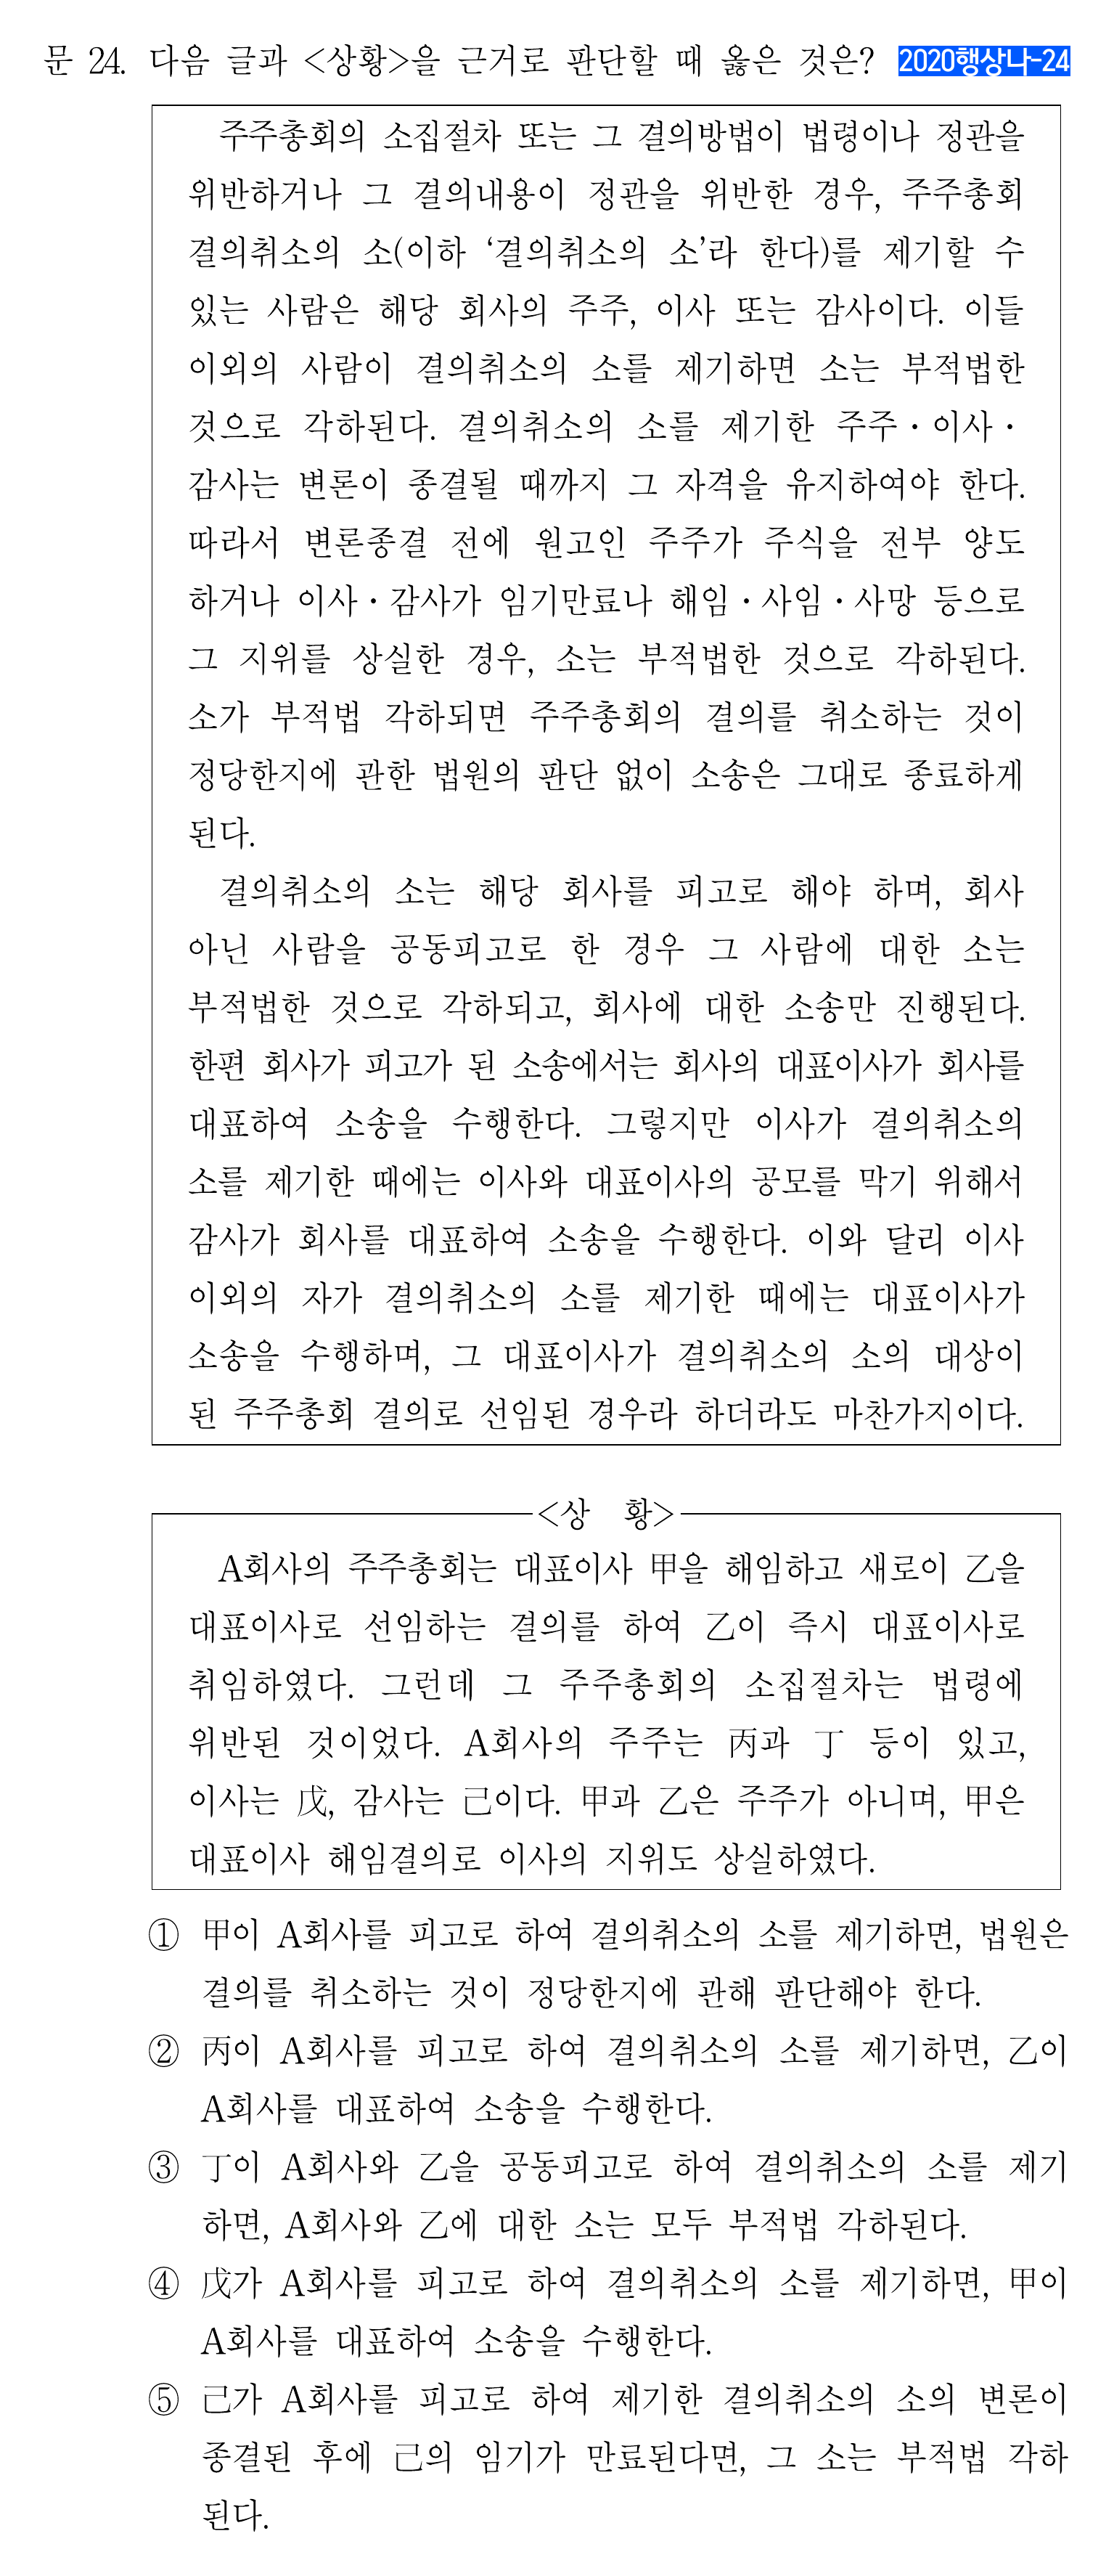 문 24. 다음 글과 <상황>을 근거로 판단할 때 옳은 것은? 2020행상나-24
주주총회의 소집절차 또는 그 결의방법이 법령이나 정관을
위반하거나 그 결의내용이 정관을 위반한 경우, 주주총회
결의취소의 소(이하 ‘결의취소의 소’라 한다)를 제기할 수
있는 사람은 해당 회사의 주주, 이사 또는 감사이다. 이들
이외의 사람이 결의취소의 소를 제기하면 소는 부적법한
것으로 각하된다. 결의취소의 소를 제기한 주주·이사·
감사는 변론이 종결될 때까지 그 자격을 유지하여야 한다.
따라서 변론종결 전에 원고인 주주가 주식을 전부 양도
하거나 이사·감사가 임기만료나 해임·사임·사망 등으로
그 지위를 상실한 경우, 소는 부적법한 것으로 각하된다.
소가 부적법 각하되면 주주총회의 결의를 취소하는 것이
정당한지에 관한 법원의 판단 없이 소송은 그대로 종료하게
된다.
결의취소의 소는 해당 회사를 피고로 해야 하며, 회사
아닌 사람을 공동피고로 한 경우 그 사람에 대한 소는
부적법한 것으로 각하되고, 회사에 대한 소송만 진행된다.
한편 회사가 피고가 된 소송에서는 회사의 대표이사가 회사를
대표하여 소송을 수행한다. 그렇지만 이사가 결의취소의
소를 제기한 때에는 이사와 대표이사의 공모를 막기 위해서
감사가 회사를 대표하여 소송을 수행한다. 이와 달리 이사
이외의 자가 결의취소의 소를 제기한 때에는 대표이사가
소송을 수행하며, 그 대표이사가 결의취소의 소의 대상이
된 주주총회 결의로 선임된 경우라 하더라도 마찬가지이다.
<상 황>
A회사의 주주총회는 대표이사 甲을 해임하고 새로이 乙을
대표이사로 선임하는 결의를 하여 乙이 즉시 대표이사로
취임하였다. 그런데 그 주주총회의 소집절차는 법령에
위반된 것이었다. A회사의 주주는 丙과 丁 등이 있고,
이사는 戊, 감사는 己이다. 甲과 乙은 주주가 아니며, 甲은
대표이사 해임결의로 이사의 지위도 상실하였다.
① 甲이 A회사를 피고로 하여 결의취소의 소를 제기하면, 법원은
결의를 취소하는 것이 정당한지에 관해 판단해야 한다.
② 丙이 A회사를 피고로 하여 결의취소의 소를 제기하면, 乙이
A회사를 대표하여 소송을 수행한다.
③ 丁이 A회사와 乙을 공동피고로 하여 결의취소의 소를 제기
하면, A회사와 乙에 대한 소는 모두 부적법 각하된다.
④ 戊가 A회사를 피고로 하여 결의취소의 소를 제기하면, 甲이
A회사를 대표하여 소송을 수행한다.
⑤ 己가 A회사를 피고로 하여 제기한 결의취소의 소의 변론이
종결된 후에 己의 임기가 만료된다면, 그 소는 부적법 각하
된다.